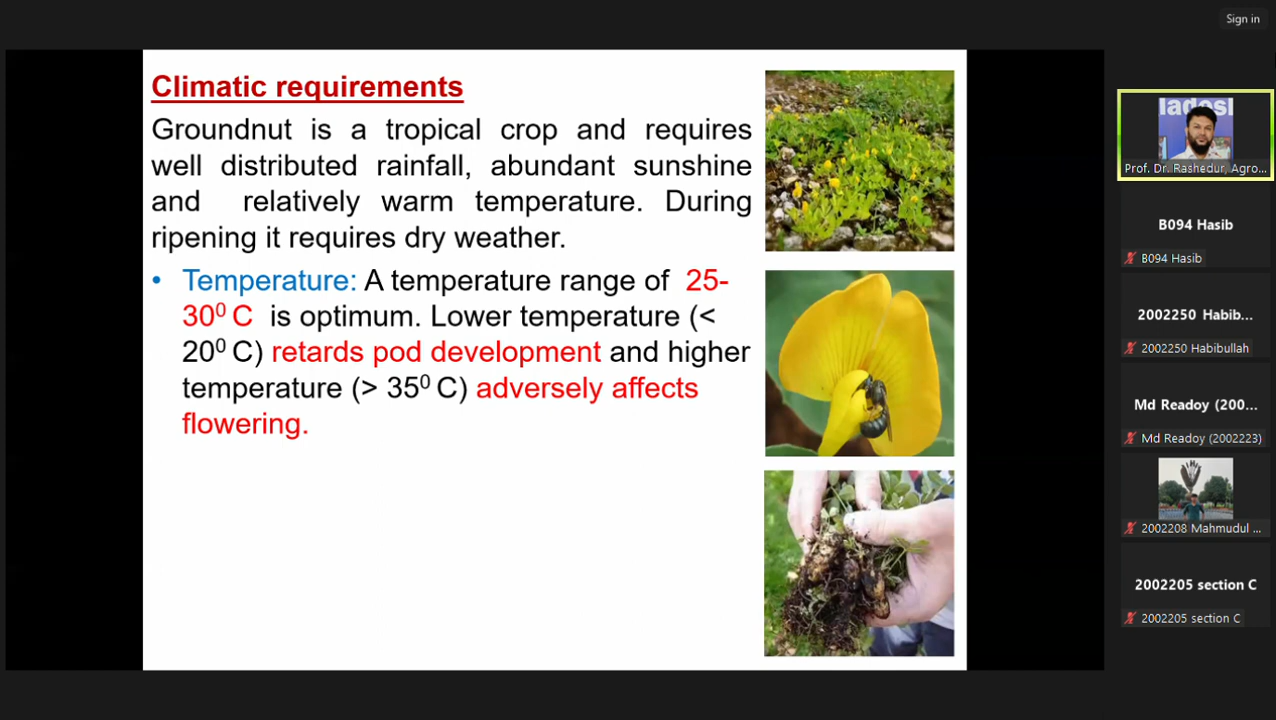 Sign in
Climatic requirements
Groundnut is a tropical crop and requires
well distributed rainfall, abundant sunshine
and relatively warm temperature. During
ripening it requires dry weather.
• Temperature: A temperature range of 25-
30⁰ C is optimum. Lower temperature (<
20⁰ C) retards pod development and higher
temperature (> 35⁰ C) adversely affects
flowering.
ladesl
Prof. Dr. Rashedur, Agro...
B094 Hasib
B094 Hasib
2002250 Habib...
2002250 Habibullah
Md Readoy (200...
Md Readoy (2002223)
2002208 Mahmudul ...
2002205 section C
2002205 section C